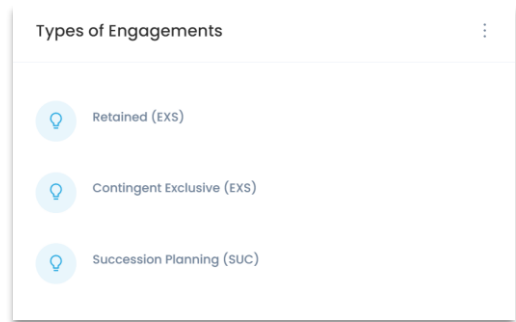 Types of Engagements
Retained (EXS)
Contingent Exclusive (EXS)
Succession Planning (SUC)